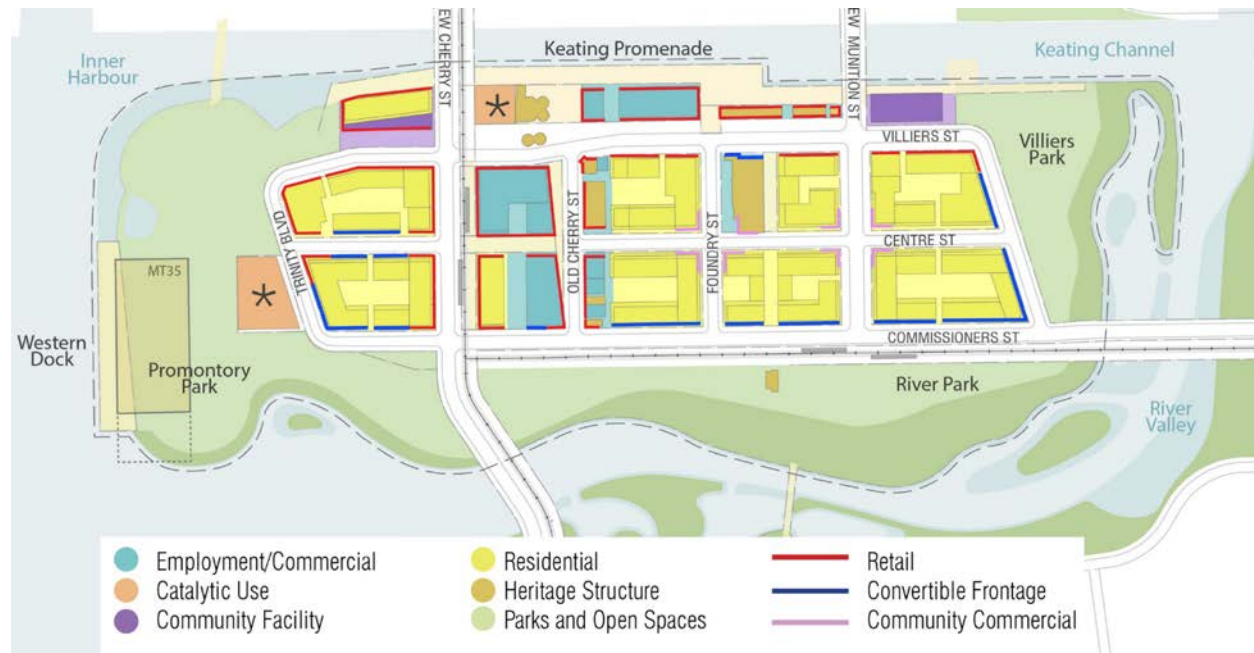 EW CHERRY ST
EW MUNITION ST
Inner
Harbour
Keating Promenade
Keating Channel
VILLIERS ST
Villiers
Park
TRINITY BLVD
OLD CHERRY ST
FOUNDRY ST
CENTRE ST
MT35
Western
Dock
Promontory
Park
COMMISSIONERS ST
River Park
River
Valley
Employment/Commercial
Catalytic Use
Community Facility
Residential
Heritage Structure
Parks and Open Spaces
Retail
Convertible Frontage
Community Commercial